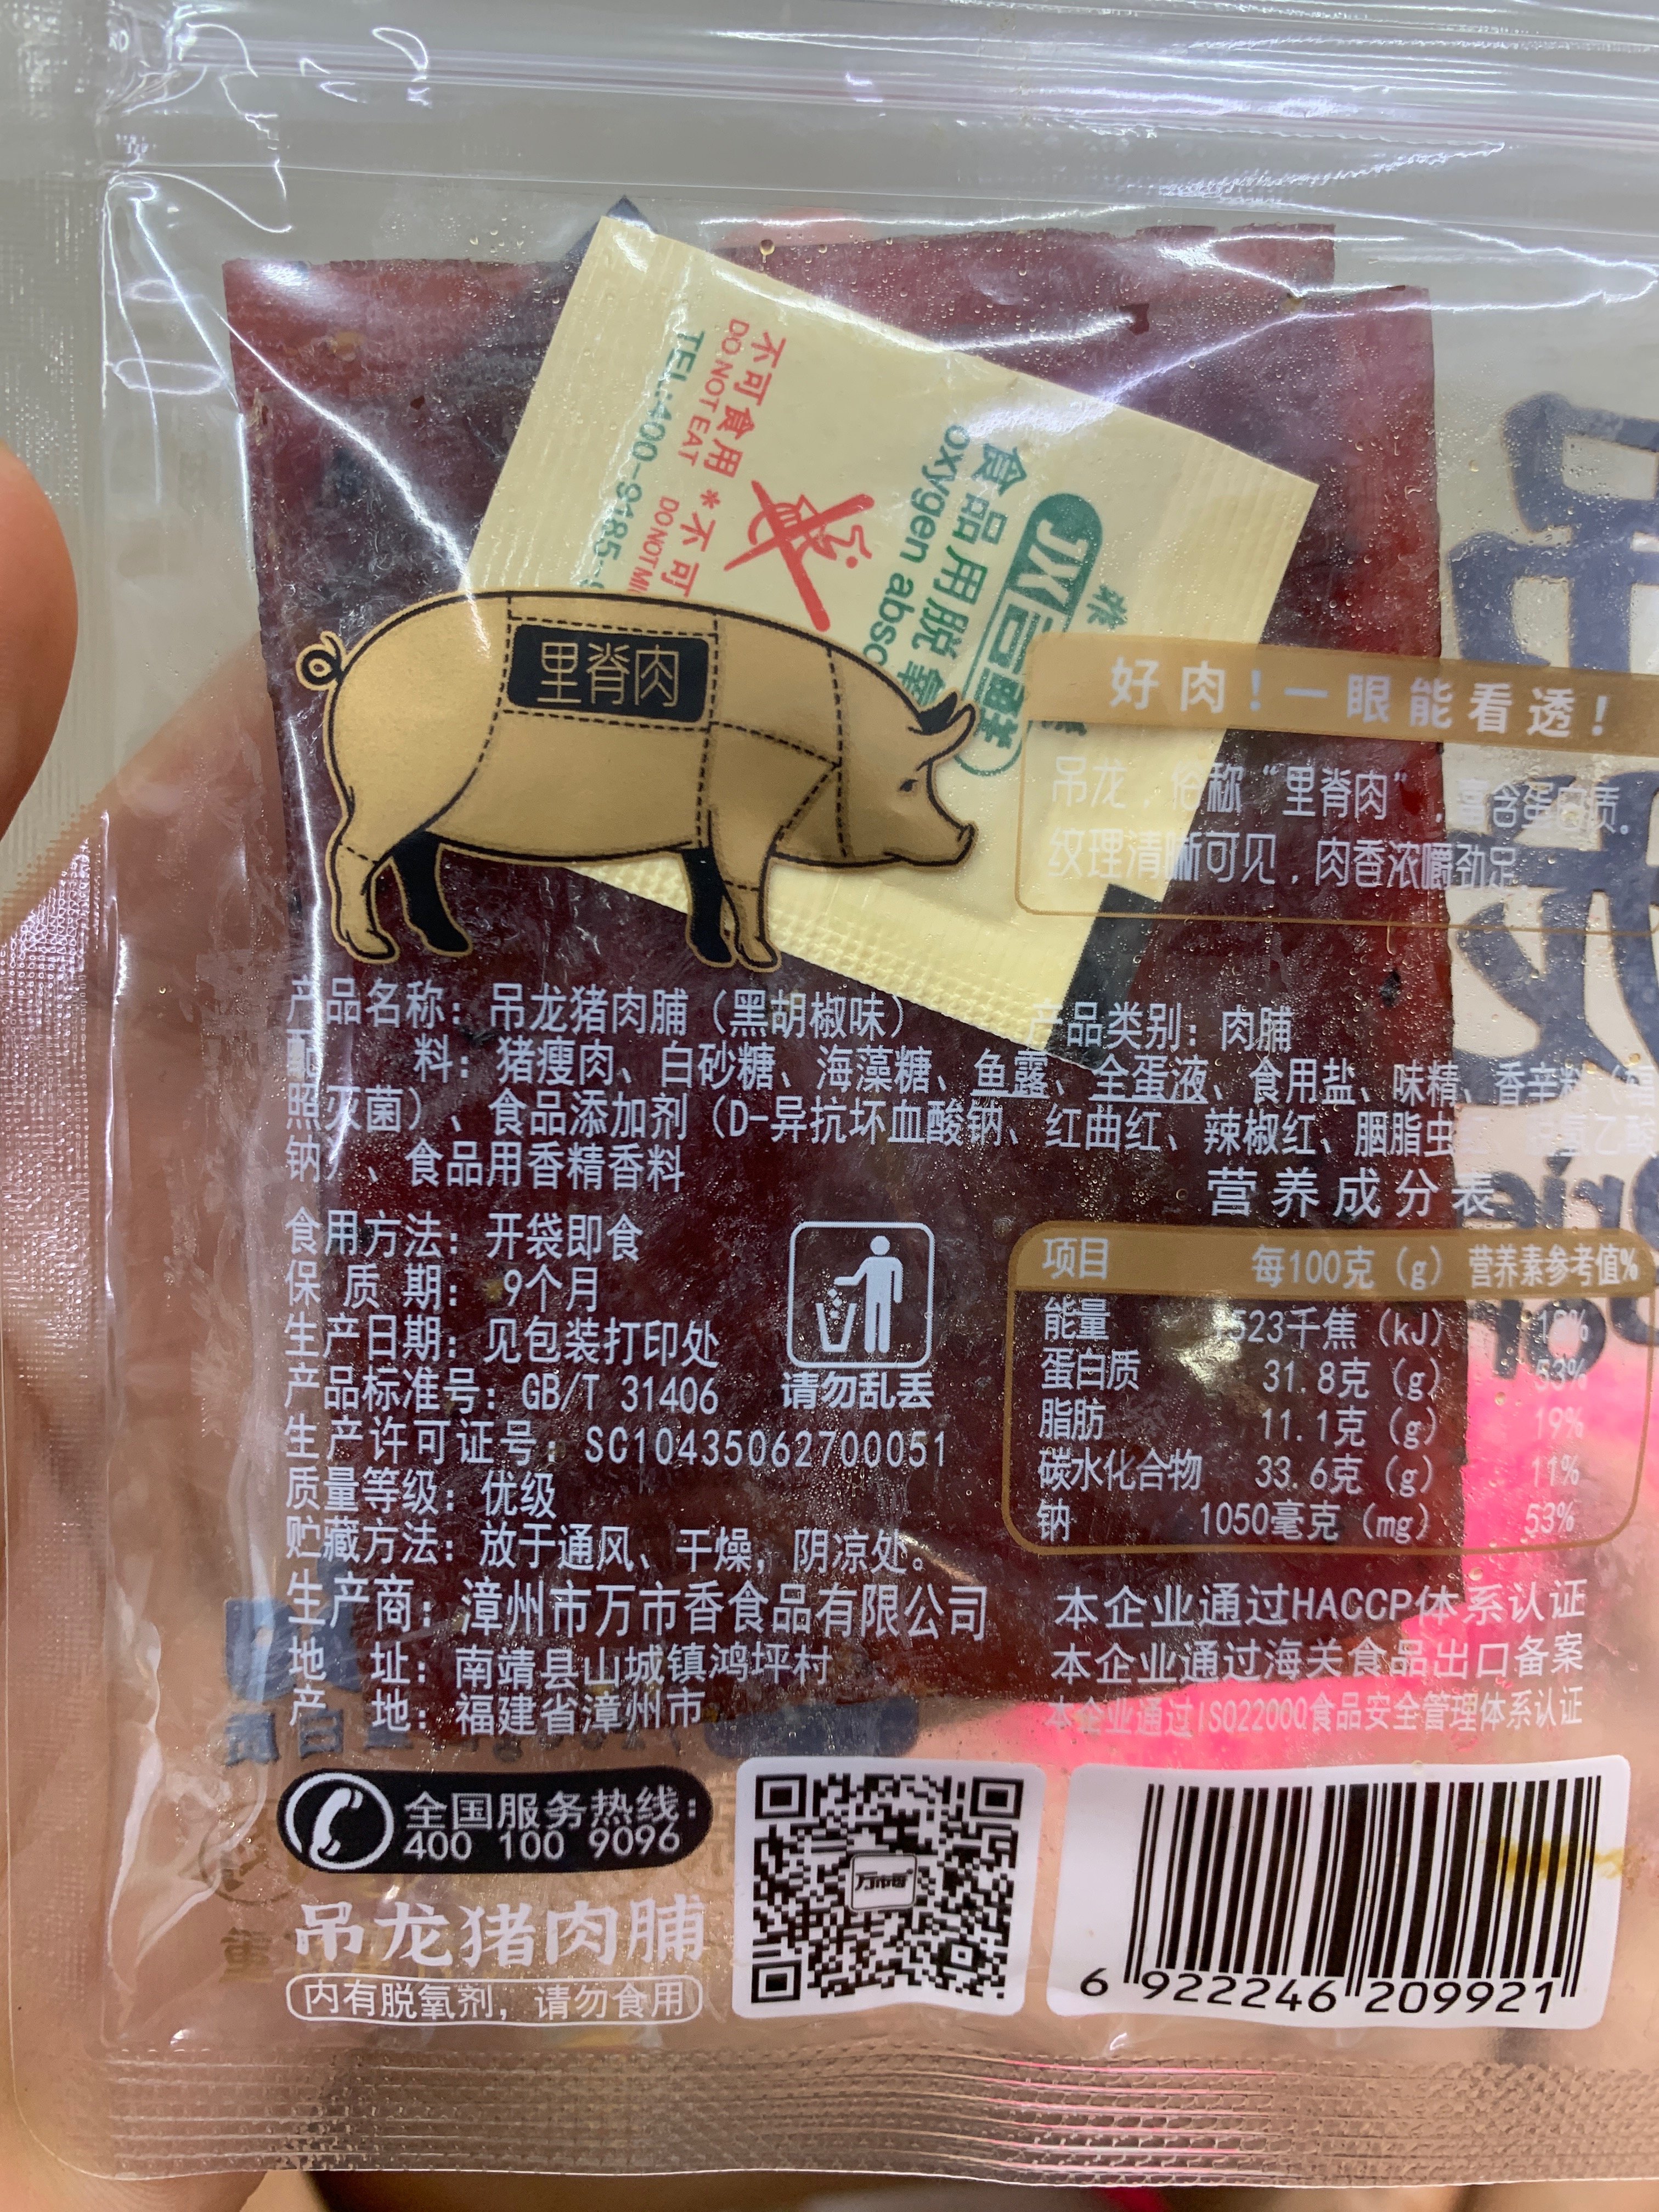 不可食用 * 不可
DO NOT EAT DO NOT MI
TEL:400-9185-
食品用脱氧
oxygen abso
JX
鲜
里脊肉
好肉！一眼能看透！
吊龙，俗称“里脊肉”，富含蛋白质。
纹理清晰可见，肉香浓嚼劲足
产品名称：吊龙猪肉脯（黑胡椒味）
产品类别：肉脯
配 料：猪瘦肉、白砂糖、海藻糖、鱼露、全蛋液、食用盐、味精、香辛料
照灭菌）、食品添加剂（D-异抗坏血酸钠、红曲红、辣椒红、胭脂虫
钠）、食品用香精香料
食用方法：开袋即食
保 质 期：9个月
生产日期：见包装打印处
产品标准号：GB/T 31406
生产许可证号：SC10435062700051
质量等级：优级
贮藏方法：放于通风、干燥，阴凉处。
生产商：漳州市万市香食品有限公司
地 址：南靖县山城镇鸿坪村
产 地：福建省漳州市
请勿乱丢
营养成分表
项目 每100克（g） 营养素参考值%
能量 523千焦（kJ）
蛋白质 31.8克（g） 53%
脂肪 11.1克（g） 19%
碳水化合物 33.6克（g） 11%
钠 1050毫克（mg） 53%
本企业通过HACCP体系认证
本企业通过海关食品出口备案
本企业通过ISO22000食品安全管理体系认证
全国服务热线：
400 100 9096
吊龙猪肉脯
内有脱氧剂，请勿食用
万市香
6 922246 209921